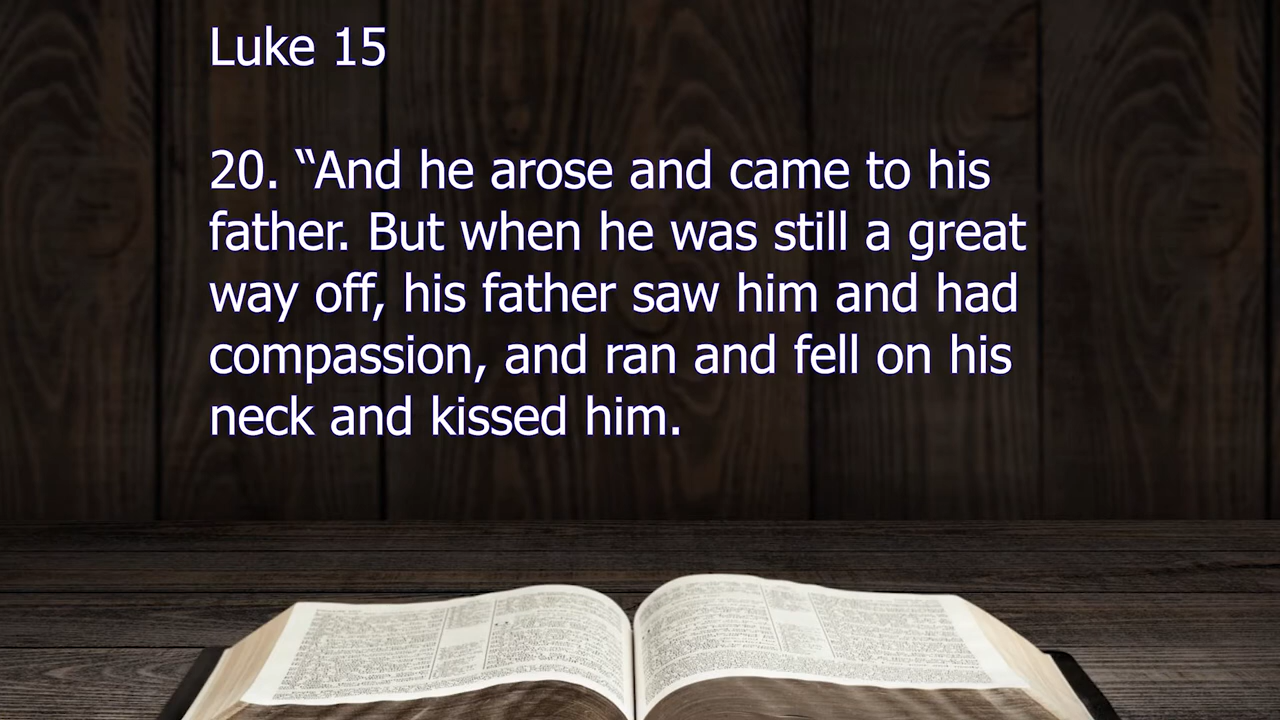 Luke 15
20. “And he arose and came to his
father. But when he was still a great
way off, his father saw him and had
compassion, and ran and fell on his
neck and kissed him.